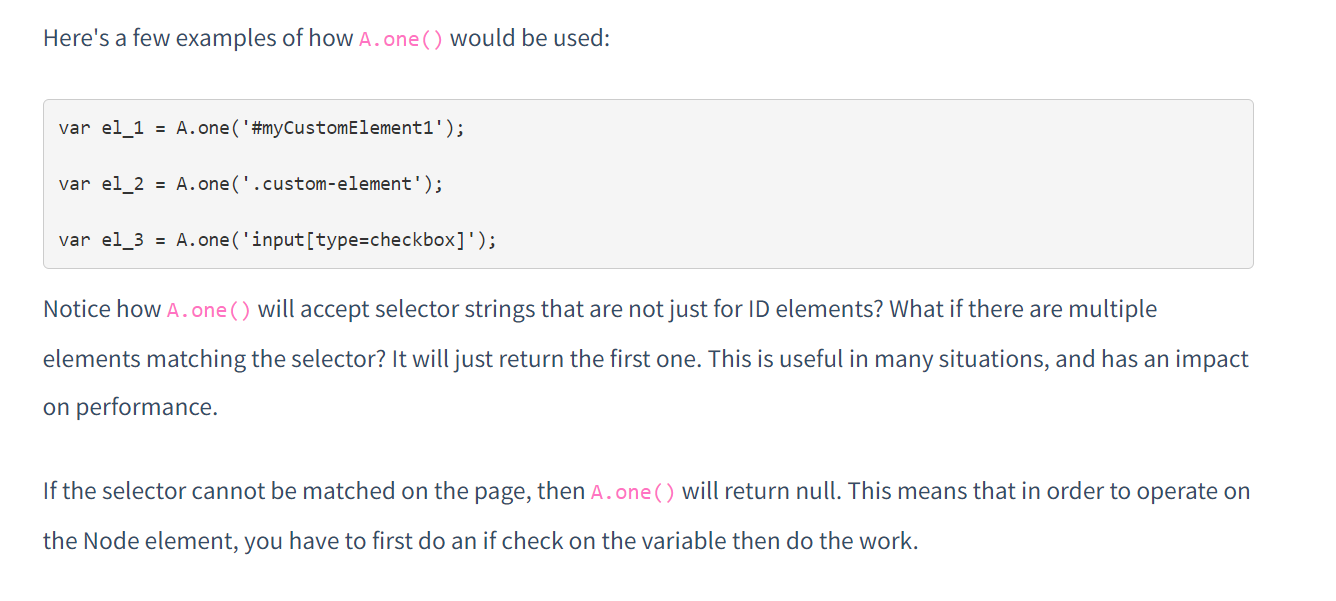 Here's a few examples of how A.one() would be used:
var el_1 = A.one('#myCustomElement1');
var el_2 = A.one('.custom-element');
var el_3 = A.one('input[type=checkbox]');
Notice how A.one() will accept selector strings that are not just for ID elements? What if there are multiple
elements matching the selector? It will just return the first one. This is useful in many situations, and has an impact
on performance.
If the selector cannot be matched on the page, then A.one() will return null. This means that in order to operate on
the Node element, you have to first do an if check on the variable then do the work.